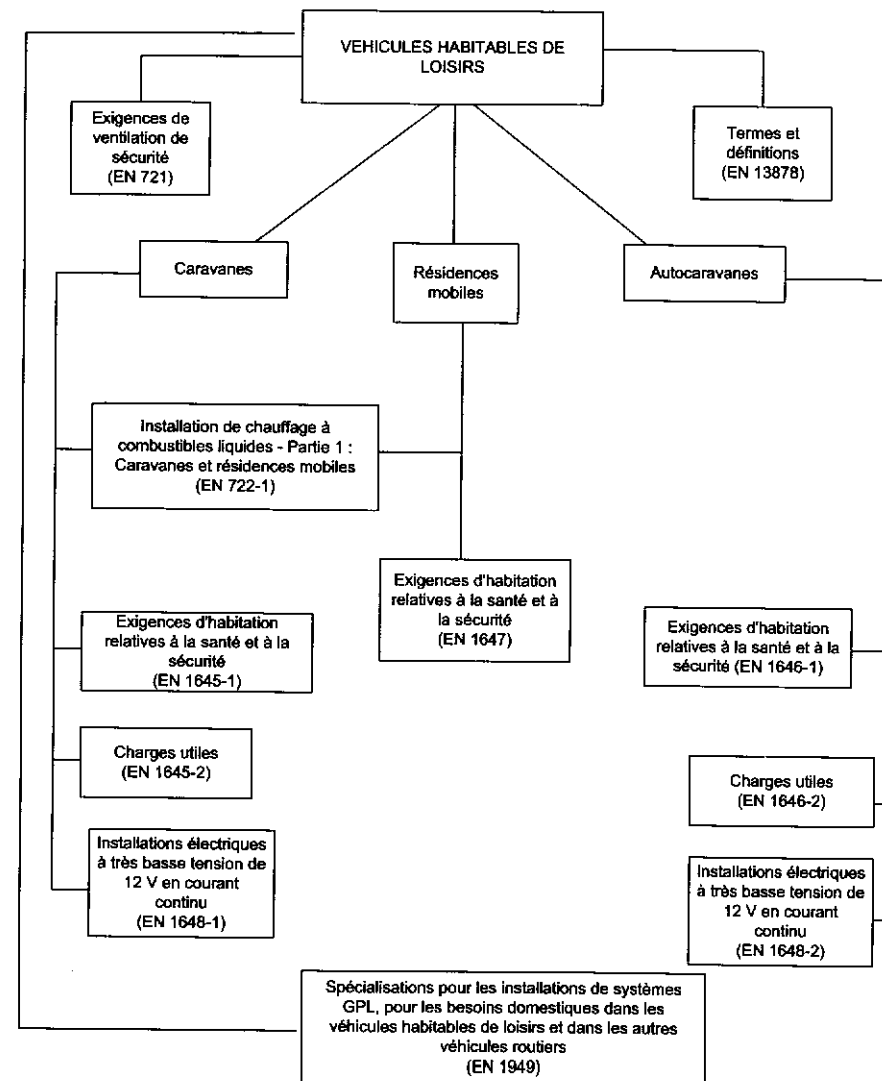 VEHICULES HABITABLES DE
LOISIRS
Exigences de
ventilation de
sécurité
(EN 721)
Termes et
définitions
(EN 13878)
Caravanes
Résidences
mobiles
Autocaravanes
Installation de chauffage à
combustibles liquides - Partie 1 :
Caravanes et résidences mobiles
(EN 722-1)
Exigences d'habitation
relatives à la santé et à
la sécurité
(EN 1647)
Exigences d'habitation
relatives à la santé et à la
sécurité
(EN 1645-1)
Exigences d'habitation
relatives à la santé et à la
sécurité (EN 1646-1)
Charges utiles
(EN 1645-2)
Charges utiles
(EN 1646-2)
Installations électriques
à très basse tension de
12 V en courant
continu
(EN 1648-1)
Installations électriques
à très basse tension de
12 V en courant
continu
(EN 1648-2)
Spécialisations pour les installations de systèmes
GPL, pour les besoins domestiques dans les
véhicules habitables de loisirs et dans les autres
véhicules routiers
(EN 1949)